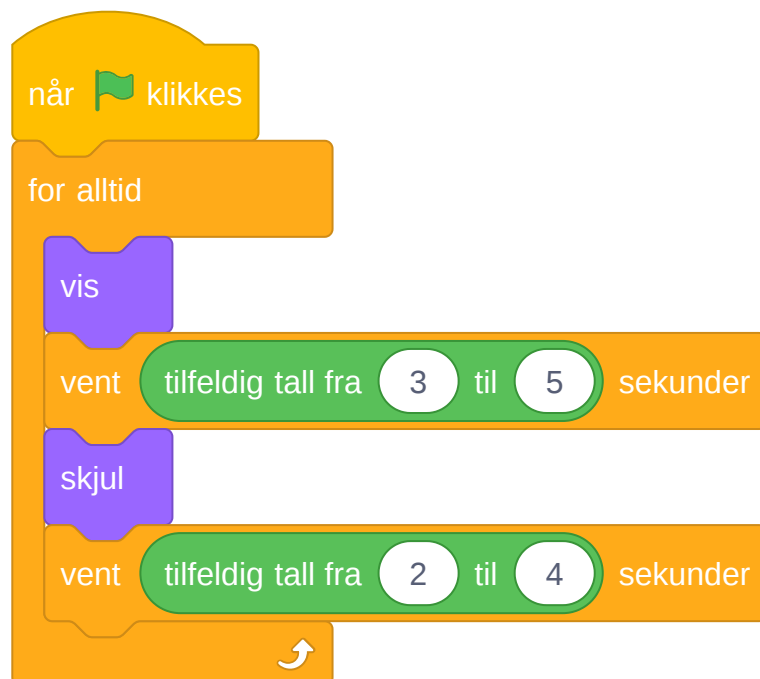 når klikkes
for alltid
vis
vent tilfeldig tall fra 3 til 5 sekunder
skjul
vent tilfeldig tall fra 2 til 4 sekunder